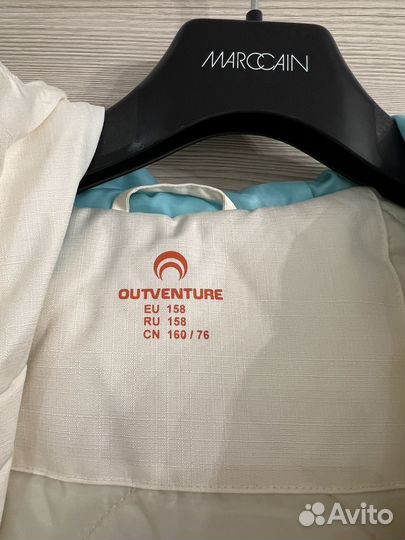 MARCCAIN
OUTVENTURE
EU 158
RU 158
CN 160 / 76
Avito